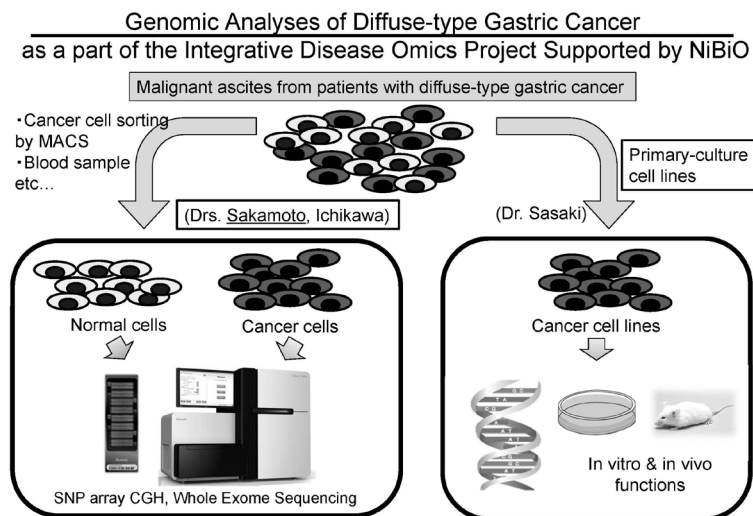 Genomic Analyses of Diffuse-type Gastric Cancer
as a part of the Integrative Disease Omics Project Supported by NiBiO
Malignant ascites from patients with diffuse-type gastric cancer
・Cancer cell sorting
by MACS
・Blood sample
etc…
Primary-culture
cell lines
(Drs. Sakamoto, Ichikawa)
(Dr. Sasaki)
Normal cells
Cancer cells
Cancer cell lines
SNP array CGH, Whole Exome Sequencing
In vitro & in vivo
functions